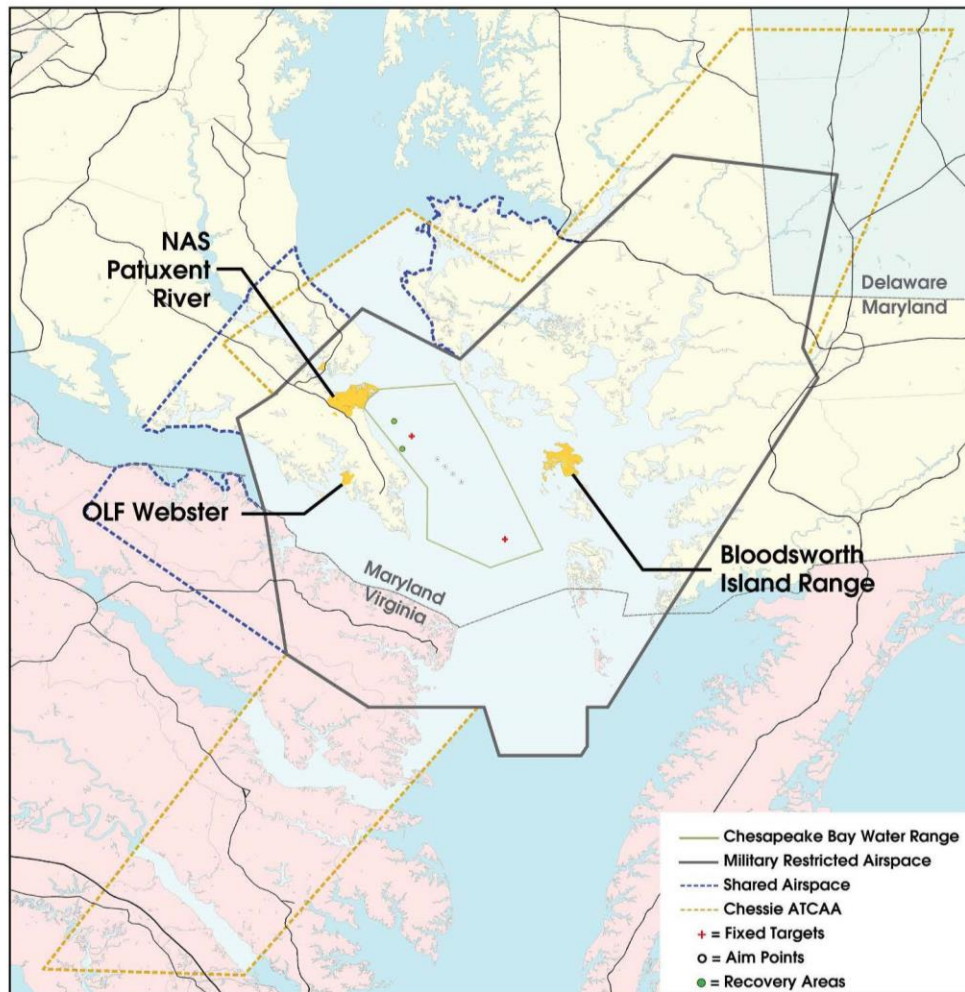 NAS
Patuxent
River
Delaware
Maryland
OLF Webster
Bloodsworth
Island Range
Maryland
Virginia
Chesapeake Bay Water Range
Military Restricted Airspace
Shared Airspace
Chessie ATCAA
= Fixed Targets
= Aim Points
= Recovery Areas